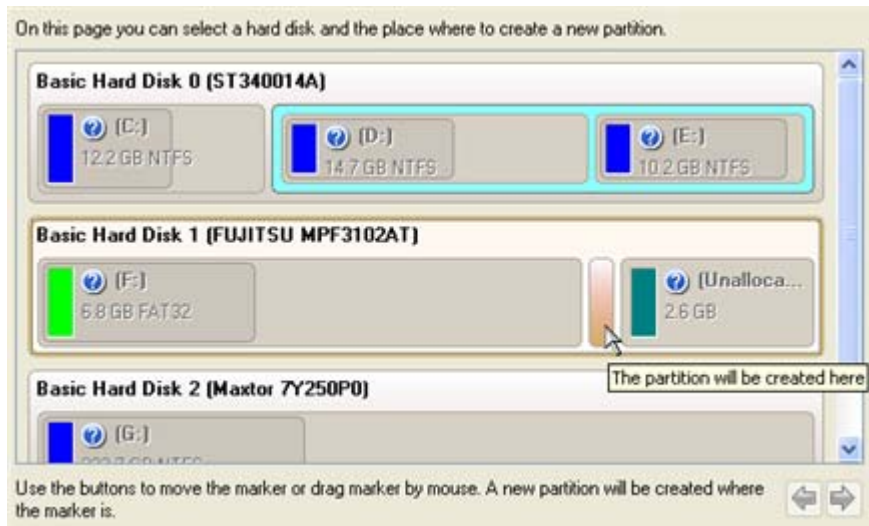 On this page you can select a hard disk and the place where to create a new partition.
Basic Hard Disk 0 (ST340014A)
(C:)
12.2 GB NTFS
(D:)
14.7 GB NTFS
(E:)
10.2 GB NTFS
Basic Hard Disk 1 (FUJITSU MPF3102AT)
(F:)
6.8 GB FAT32
(Unalloca...
2.6 GB
The partition will be created here
Basic Hard Disk 2 (Maxtor 7Y250P0)
(G:)
Use the buttons to move the marker or drag marker by mouse. A new partition will be created where
the marker is.